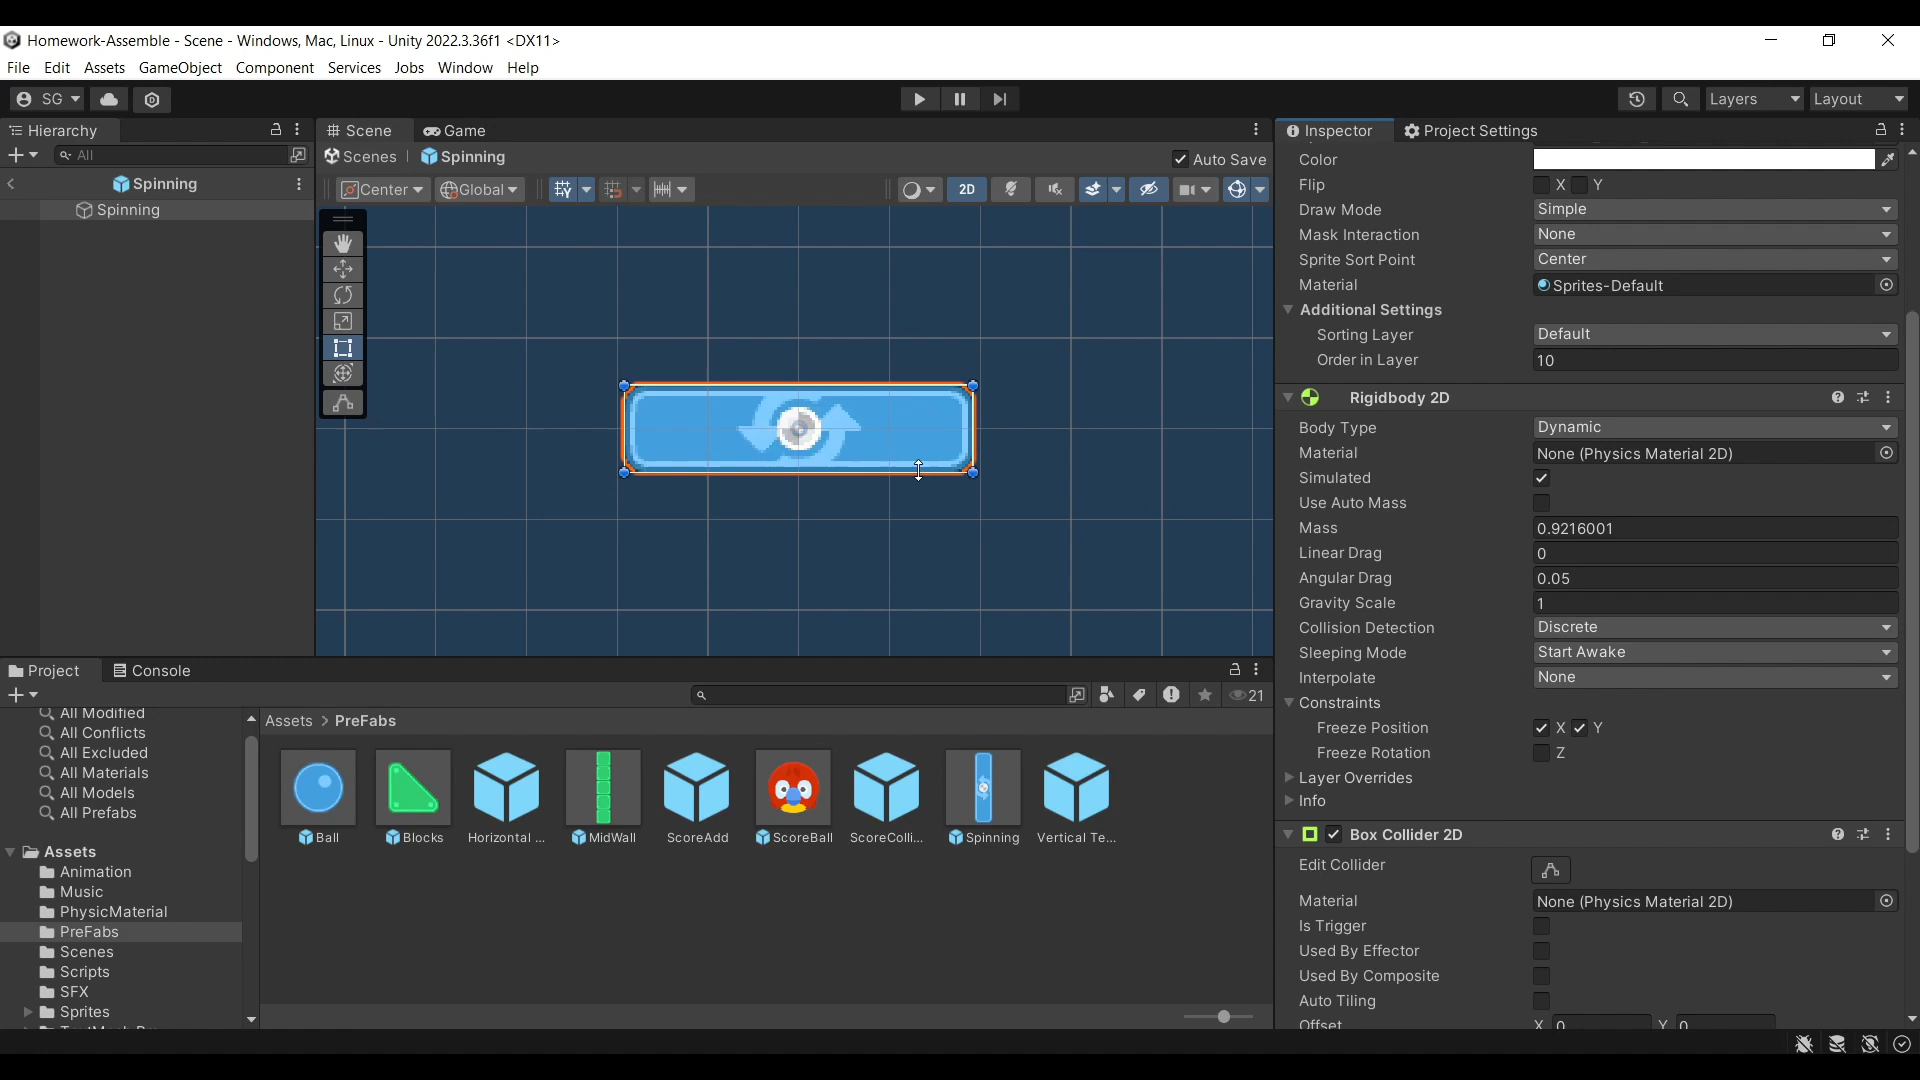 Homework-Assemble - Scene - Windows, Mac, Linux - Unity 2022.3.36f1 <DX11>
File Edit Assets GameObject Component Services Jobs Window Help
SG
Layers
Layout
Hierarchy
All
Spinning
Spinning
Scene
Game
Scenes
Spinning
Auto Save
Center
Global
2D
Inspector
Project Settings
Color
Flip X Y
Draw Mode Simple
Mask Interaction None
Sprite Sort Point Center
Material Sprites-Default
Additional Settings
Sorting Layer Default
Order in Layer 10
Rigidbody 2D
Body Type Dynamic
Material None (Physics Material 2D)
Simulated
Use Auto Mass
Mass 0.9216001
Linear Drag 0
Angular Drag 0.05
Gravity Scale 1
Collision Detection Discrete
Sleeping Mode Start Awake
Interpolate None
Constraints
Freeze Position X Y
Freeze Rotation Z
Layer Overrides
Info
Box Collider 2D
Edit Collider
Material None (Physics Material 2D)
Is Trigger
Used By Effector
Used By Composite
Auto Tiling
Offset X 0 Y 0
Project
Console
21
All Modified
All Conflicts
All Excluded
All Materials
All Models
All Prefabs
Assets
Animation
Music
PhysicMaterial
PreFabs
Scenes
Scripts
SFX
Sprites
Assets > PreFabs
Ball
Blocks
Horizontal ...
MidWall
ScoreAdd
ScoreBall
ScoreColli...
Spinning
Vertical Te...